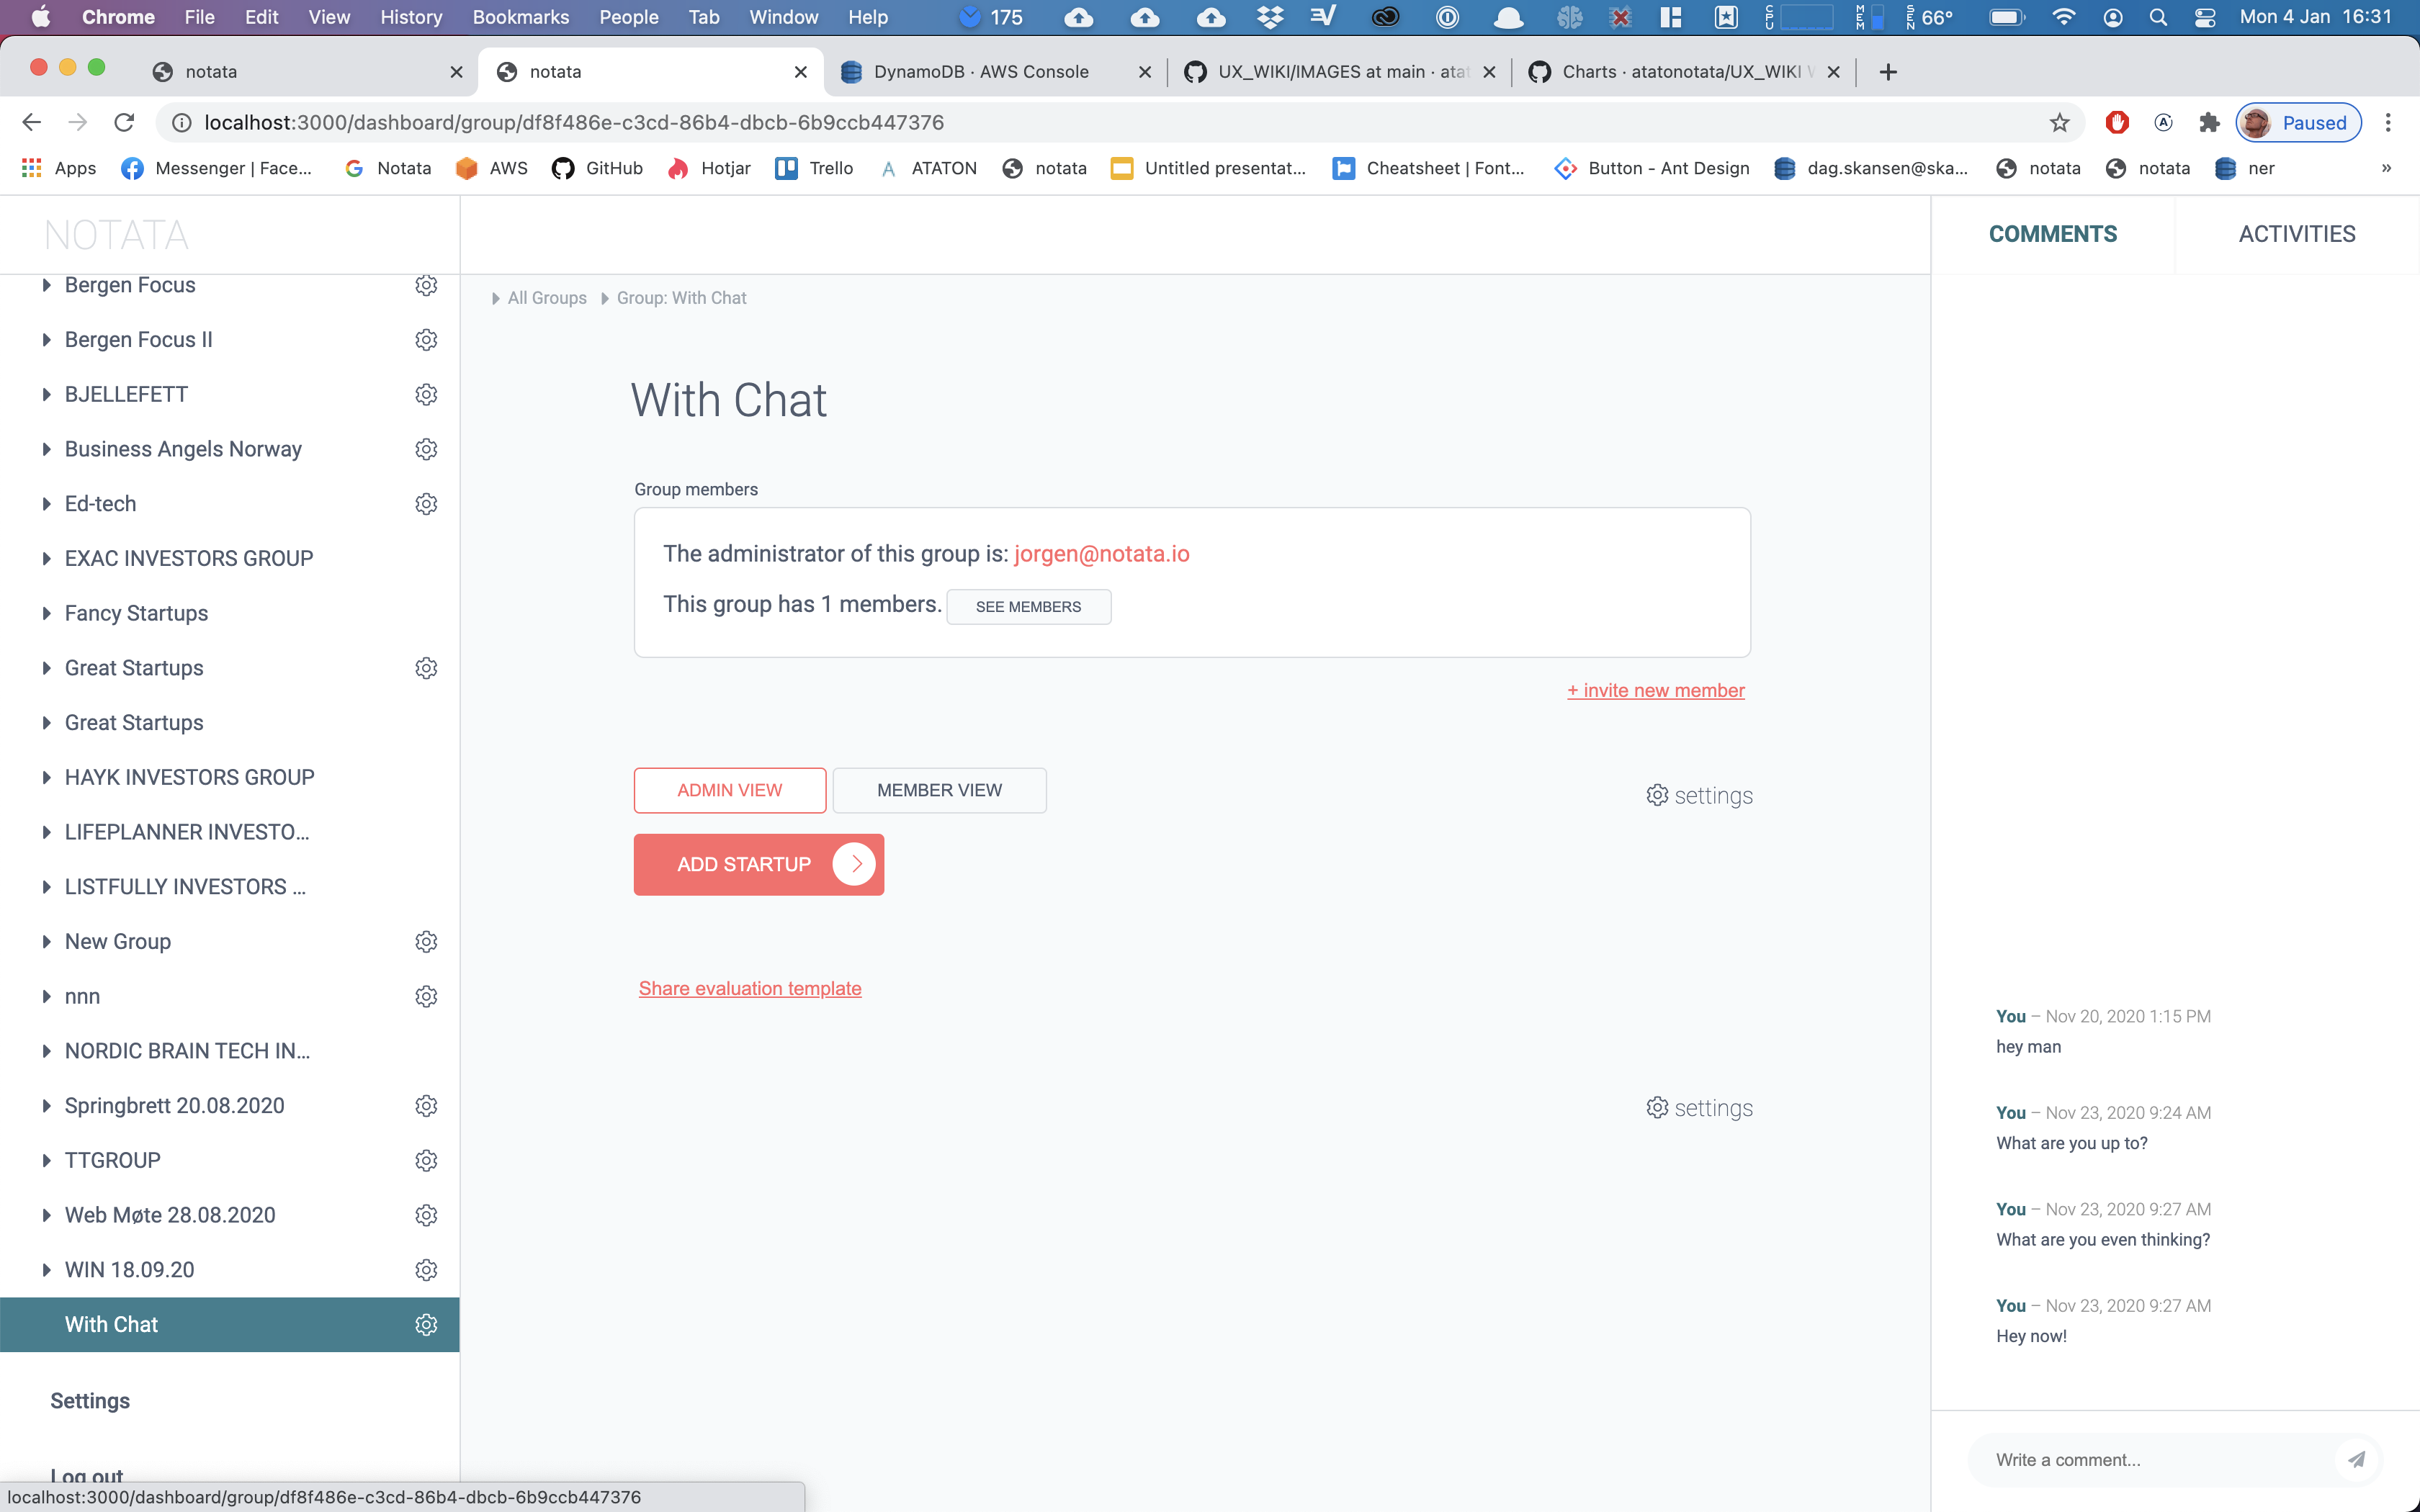 Chrome File Edit View History Bookmarks People Tab Window Help 175 CPU MEM SEN 66° Mon 4 Jan 16:31
notata notata DynamoDB · AWS Console UX_WIKI/IMAGES at main · atat Charts · atatonotata/UX_WIKI W
localhost:3000/dashboard/group/df8f486e-c3cd-86b4-dbcb-6b9ccb447376 Paused
Apps Messenger | Face... Notata AWS GitHub Hotjar Trello ATATON notata Untitled presentat... Cheatsheet | Font... Button - Ant Design dag.skansen@ska... notata notata ner »
NOTATA
Bergen Focus
Bergen Focus II
BJELLEFETT
Business Angels Norway
Ed-tech
EXAC INVESTORS GROUP
Fancy Startups
Great Startups
Great Startups
HAYK INVESTORS GROUP
LIFEPLANNER INVESTO...
LISTFULLY INVESTORS ...
New Group
nnn
NORDIC BRAIN TECH IN...
Springbrett 20.08.2020
TTGROUP
Web Møte 28.08.2020
WIN 18.09.20
With Chat
Settings
Log out
localhost:3000/dashboard/group/df8f486e-c3cd-86b4-dbcb-6b9ccb447376
All Groups Group: With Chat
With Chat
Group members
The administrator of this group is: jorgen@notata.io
This group has 1 members. SEE MEMBERS
+ invite new member
ADMIN VIEW MEMBER VIEW settings
ADD STARTUP
Share evaluation template
settings
COMMENTS ACTIVITIES
You – Nov 20, 2020 1:15 PM
hey man
You – Nov 23, 2020 9:24 AM
What are you up to?
You – Nov 23, 2020 9:27 AM
What are you even thinking?
You – Nov 23, 2020 9:27 AM
Hey now!
Write a comment...